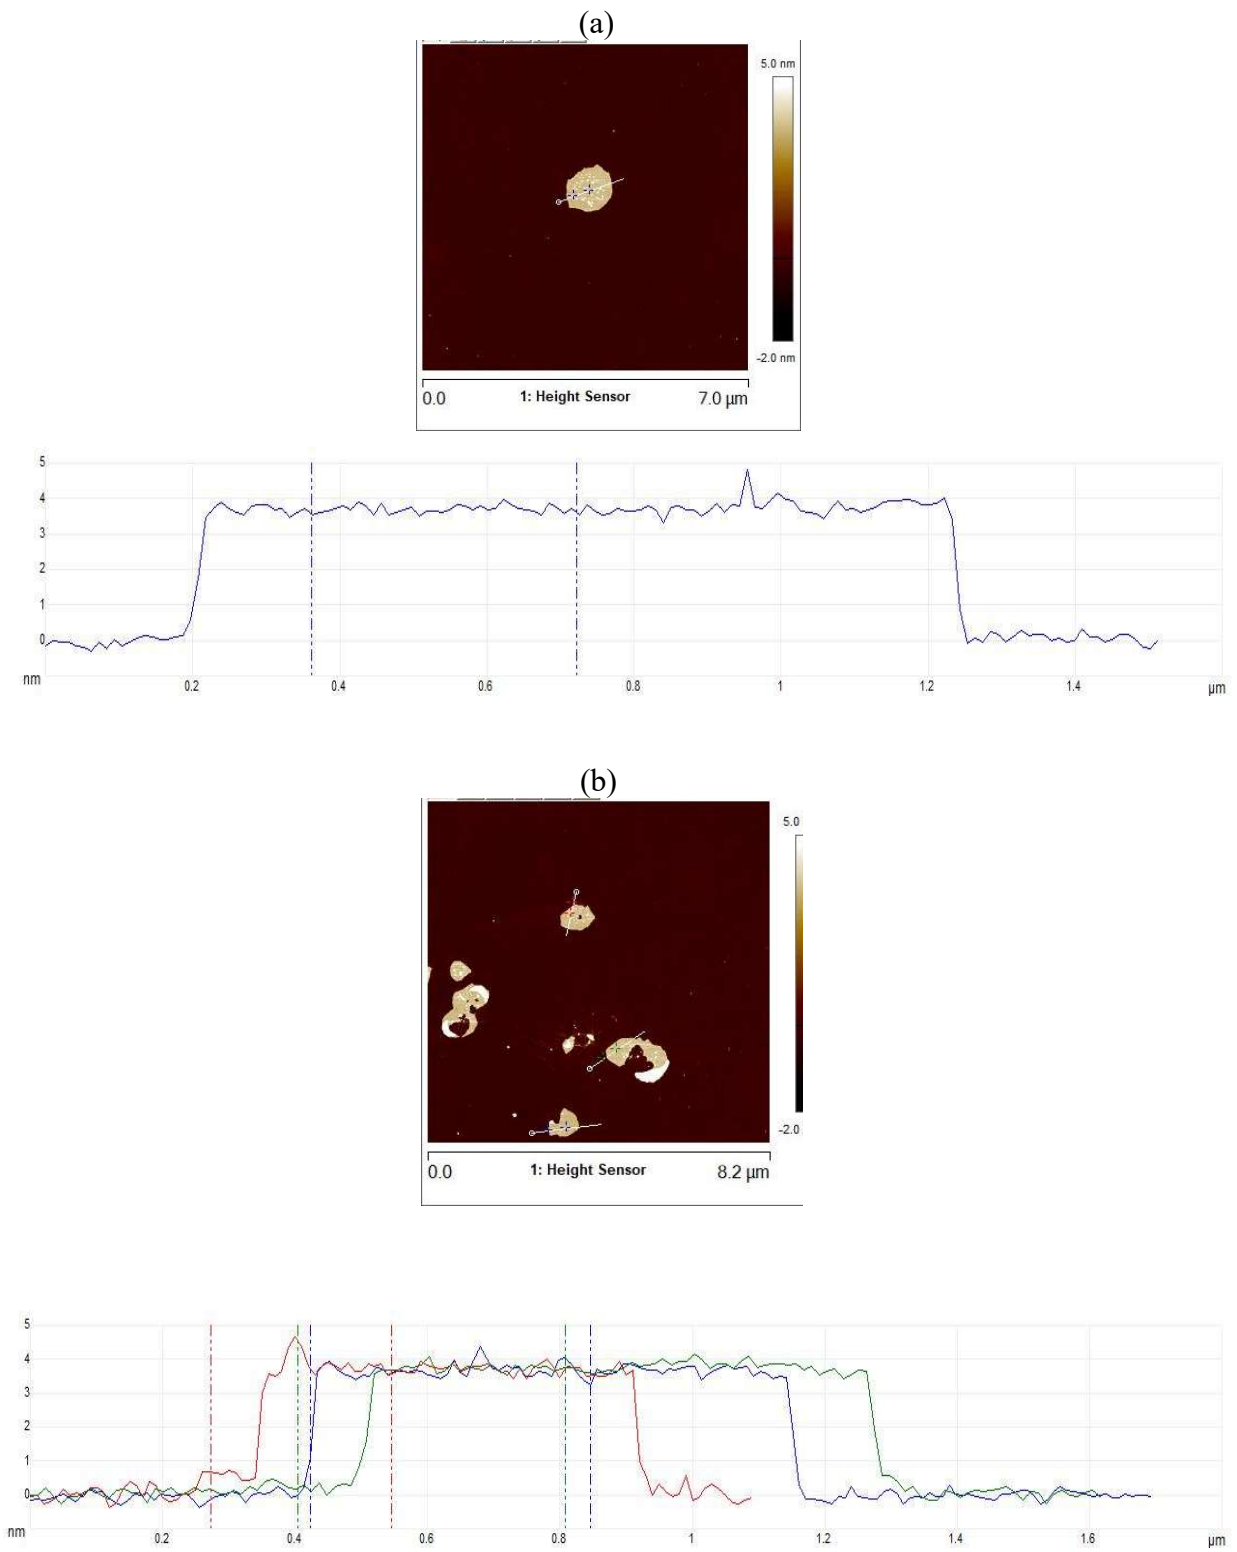 (a)
5.0 nm
-2.0 nm
0.0 1: Height Sensor 7.0 µm
5
4
3
2
1
0
nm 0.2 0.4 0.6 0.8 1 1.2 1.4 µm
(b)
5.0
-2.0
0.0 1: Height Sensor 8.2 µm
5
4
3
2
1
0
nm 0.2 0.4 0.6 0.8 1 1.2 1.4 1.6 µm